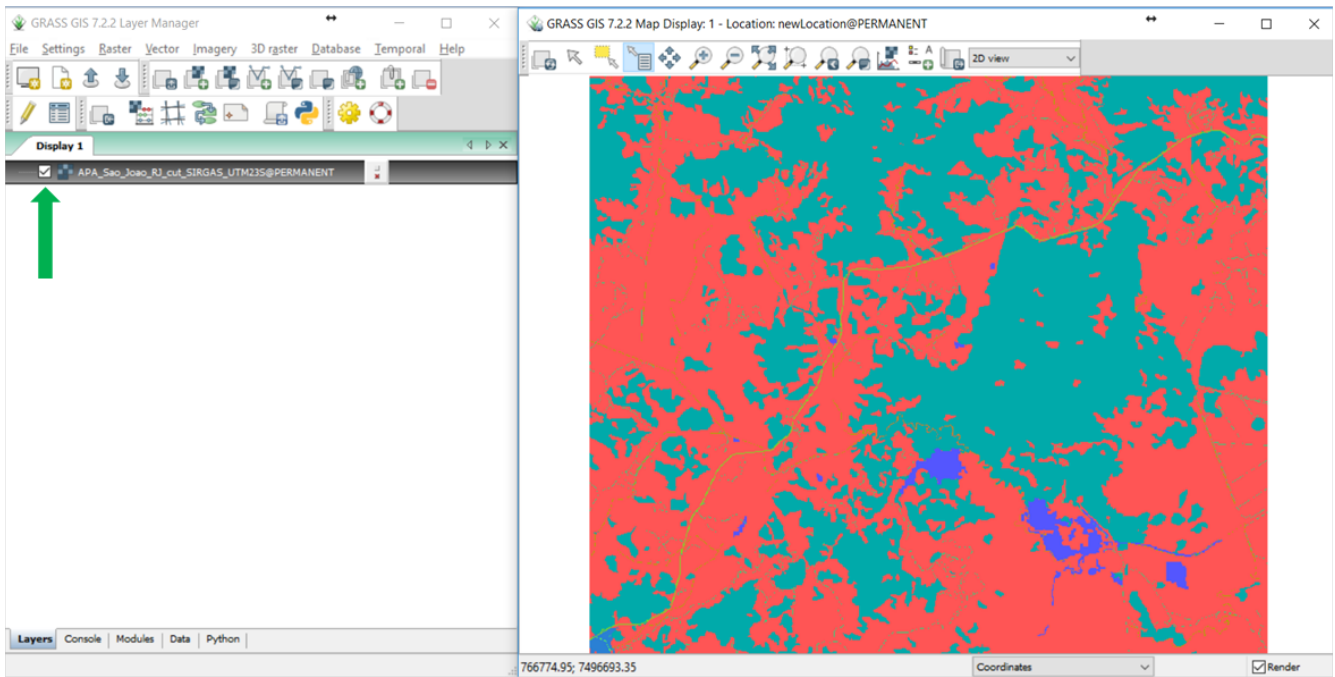 GRASS GIS 7.2.2 Layer Manager
File Settings Raster Vector Imagery 3D raster Database Temporal Help
Display 1
APA_Sao_Joao_RJ_cut_SIRGAS_UTM23S@PERMANENT
Layers Console Modules Data Python
GRASS GIS 7.2.2 Map Display: 1 - Location: newLocation@PERMANENT
2D view
766774.95; 7496693.35
Coordinates
Render